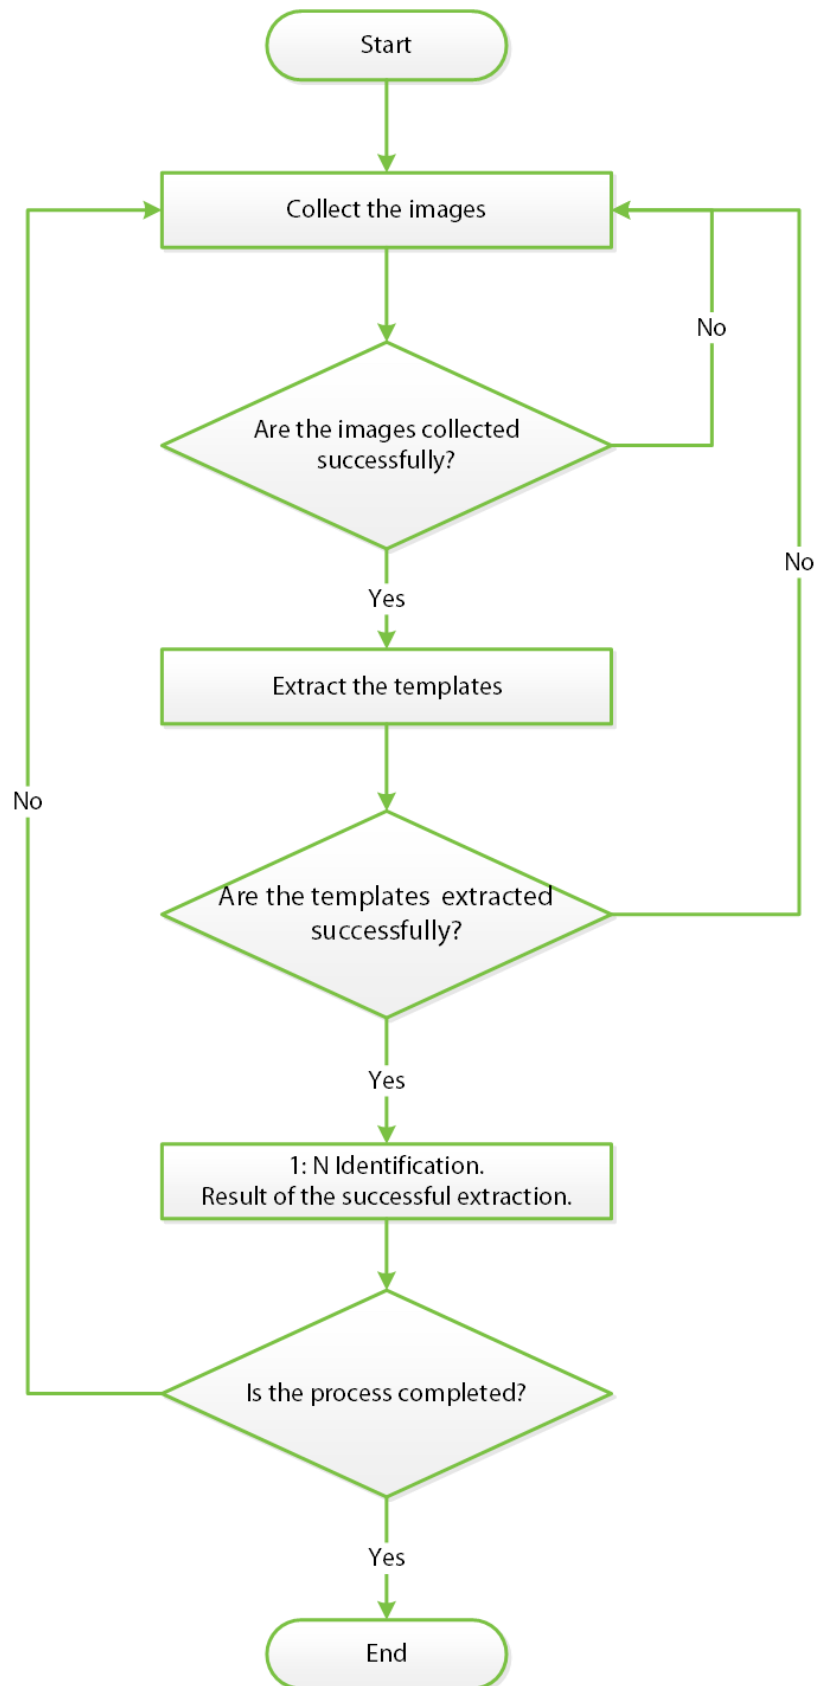 Start
Collect the images
No
Are the images collected
successfully?
No
Yes
Extract the templates
No
Are the templates extracted
successfully?
Yes
1: N Identification.
Result of the successful extraction.
Is the process completed?
Yes
End